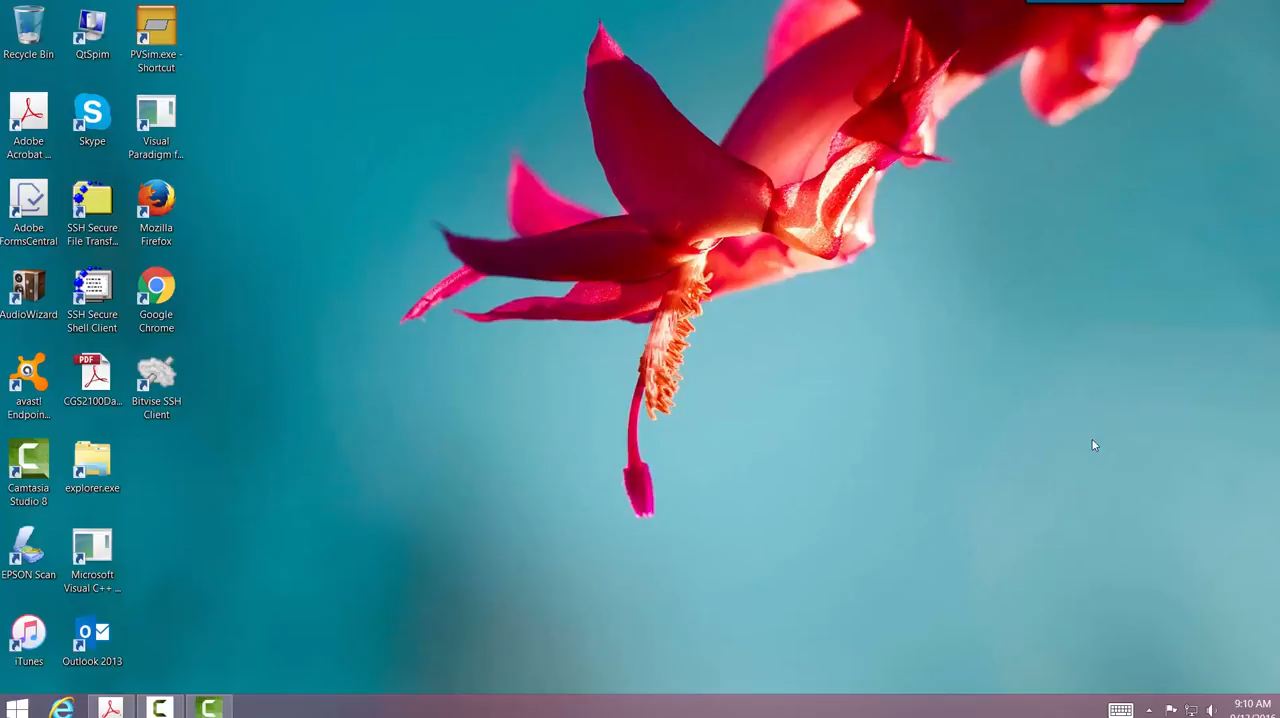 Recycle Bin
QtSpim
PVSim.exe -
Shortcut
Adobe
Acrobat ...
Skype
Visual
Paradigm f...
Adobe
FormsCentral
SSH Secure
File Transf...
Mozilla
Firefox
AudioWizard
SSH Secure
Shell Client
Google
Chrome
avast!
Endpoin...
PDF
CGS2100Da...
Bitvise SSH
Client
Camtasia
Studio 8
explorer.exe
EPSON Scan
Microsoft
Visual C++ ...
iTunes
Outlook 2013
9:10 AM